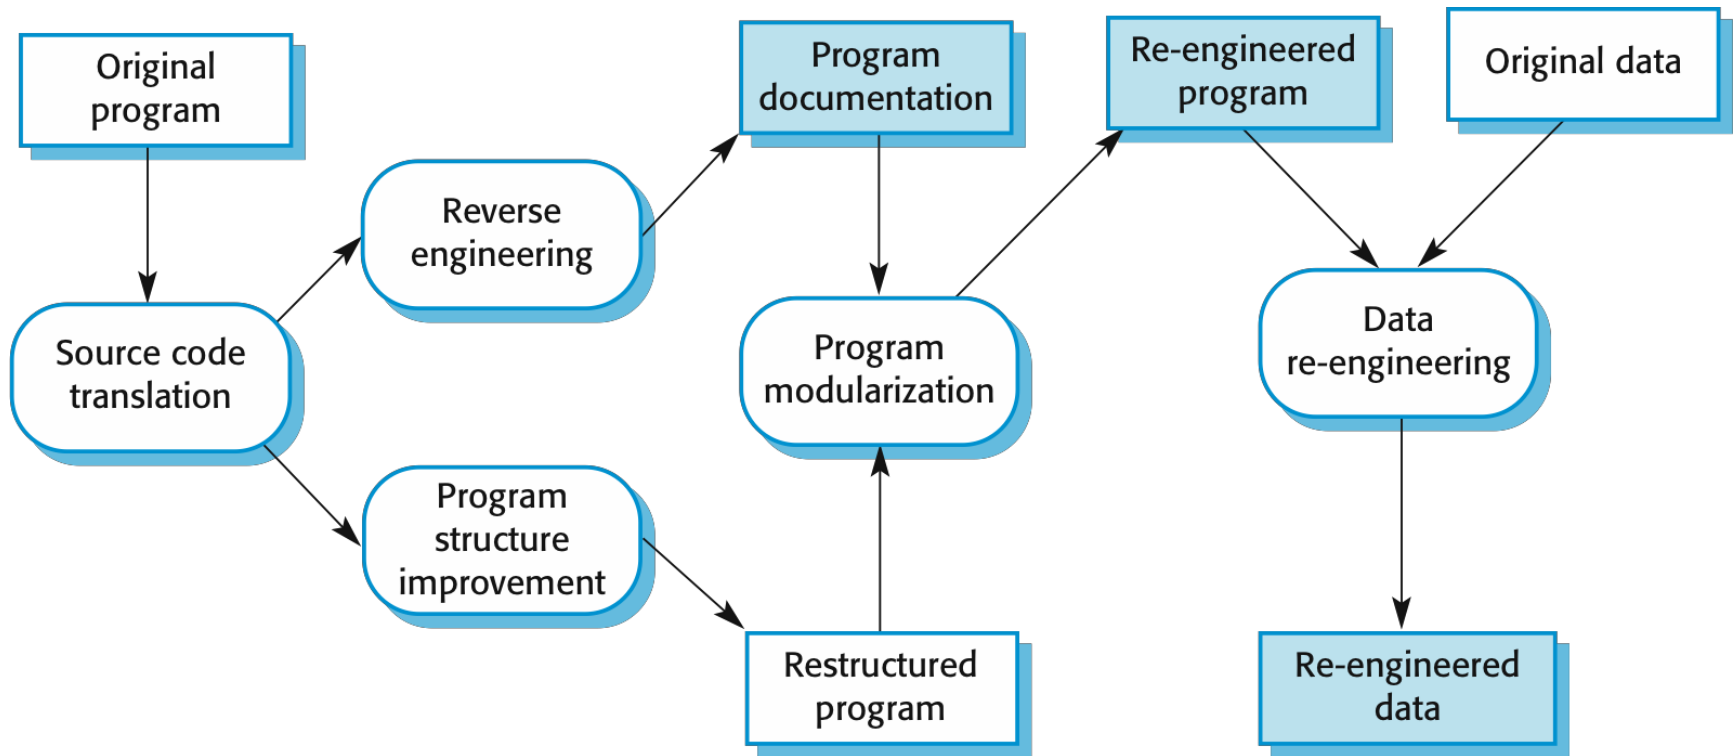 Original
program
Program
documentation
Re-engineered
program
Original data
Reverse
engineering
Source code
translation
Program
modularization
Data
re-engineering
Program
structure
improvement
Restructured
program
Re-engineered
data